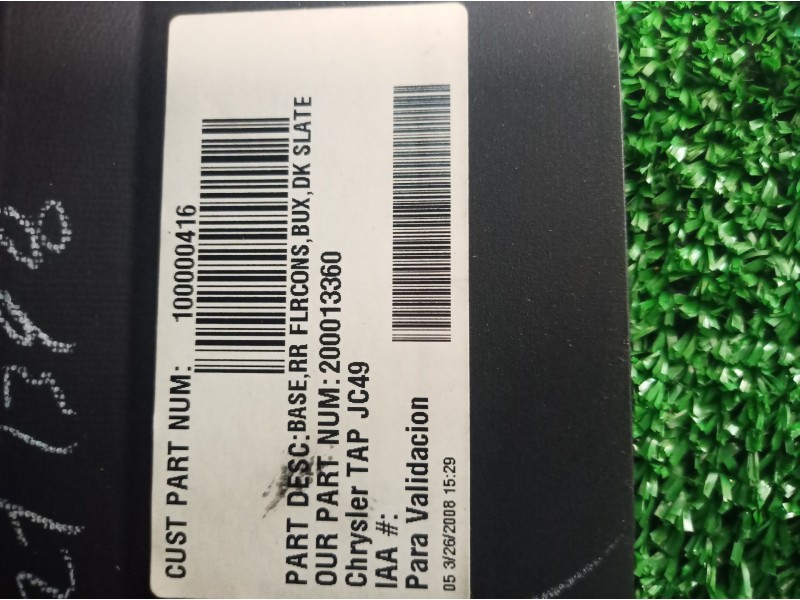 CUST PART NUM: 100000416
PART DESC:BASE,RR FLRCONS,BUX,DK SLATE
OUR PART NUM:200013360
Chrysler TAP JC49
IAA #:
Para Validacion
05 3/26/2008 15:29